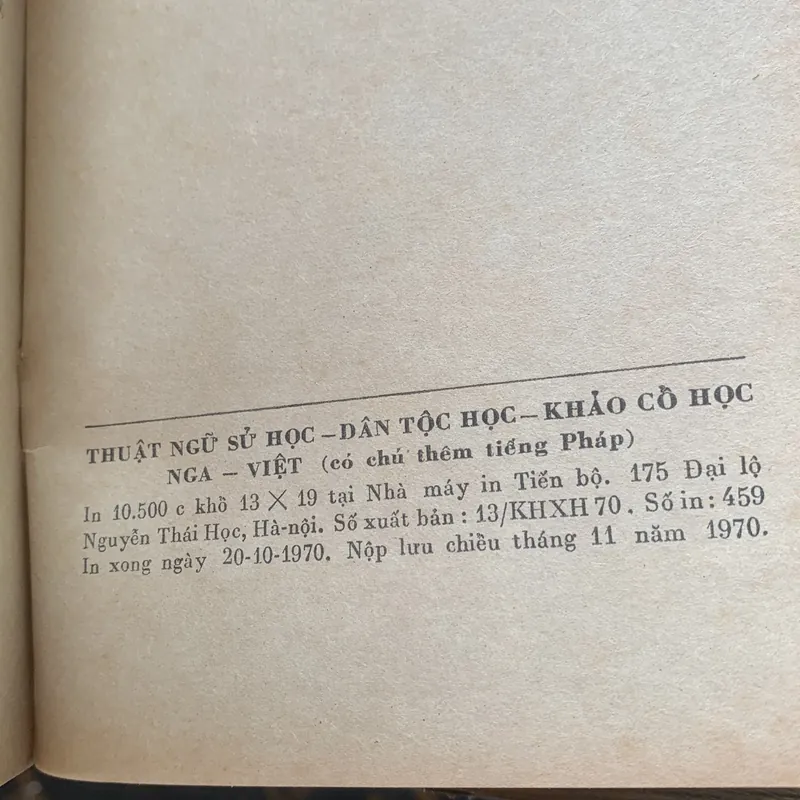 THUẬT NGỮ SỬ HỌC – DÂN TỘC HỌC – KHẢO CỔ HỌC
NGA – VIỆT (có chú thêm tiếng Pháp)
In 10.500 c khổ 13 × 19 tại Nhà máy in Tiến bộ. 175 Đại lộ
Nguyễn Thái Học, Hà-nội. Số xuất bản : 13/KHXH 70 . Số in : 459
In xong ngày 20-10-1970. Nộp lưu chiểu tháng 11 năm 1970.